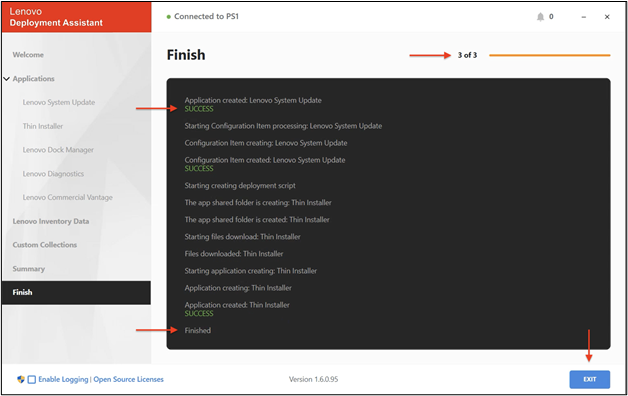 Lenovo
Deployment Assistant
Connected to PS1
0
Welcome
Applications
Lenovo System Update
Thin Installer
Lenovo Dock Manager
Lenovo Diagnostics
Lenovo Commercial Vantage
Lenovo Inventory Data
Custom Collections
Summary
Finish
Finish
3 of 3
Application created: Lenovo System Update
SUCCESS
Starting Configuration Item processing: Lenovo System Update
Configuration Item creating: Lenovo System Update
Configuration Item created: Lenovo System Update
SUCCESS
Starting creating deployment script
The app shared folder is creating: Thin Installer
The app shared folder is created: Thin Installer
Starting files download: Thin Installer
Files downloaded: Thin Installer
Starting application creating: Thin Installer
Application creating: Thin Installer
Application created: Thin Installer
SUCCESS
Finished
Enable Logging | Open Source Licenses
Version 1.6.0.95
EXIT